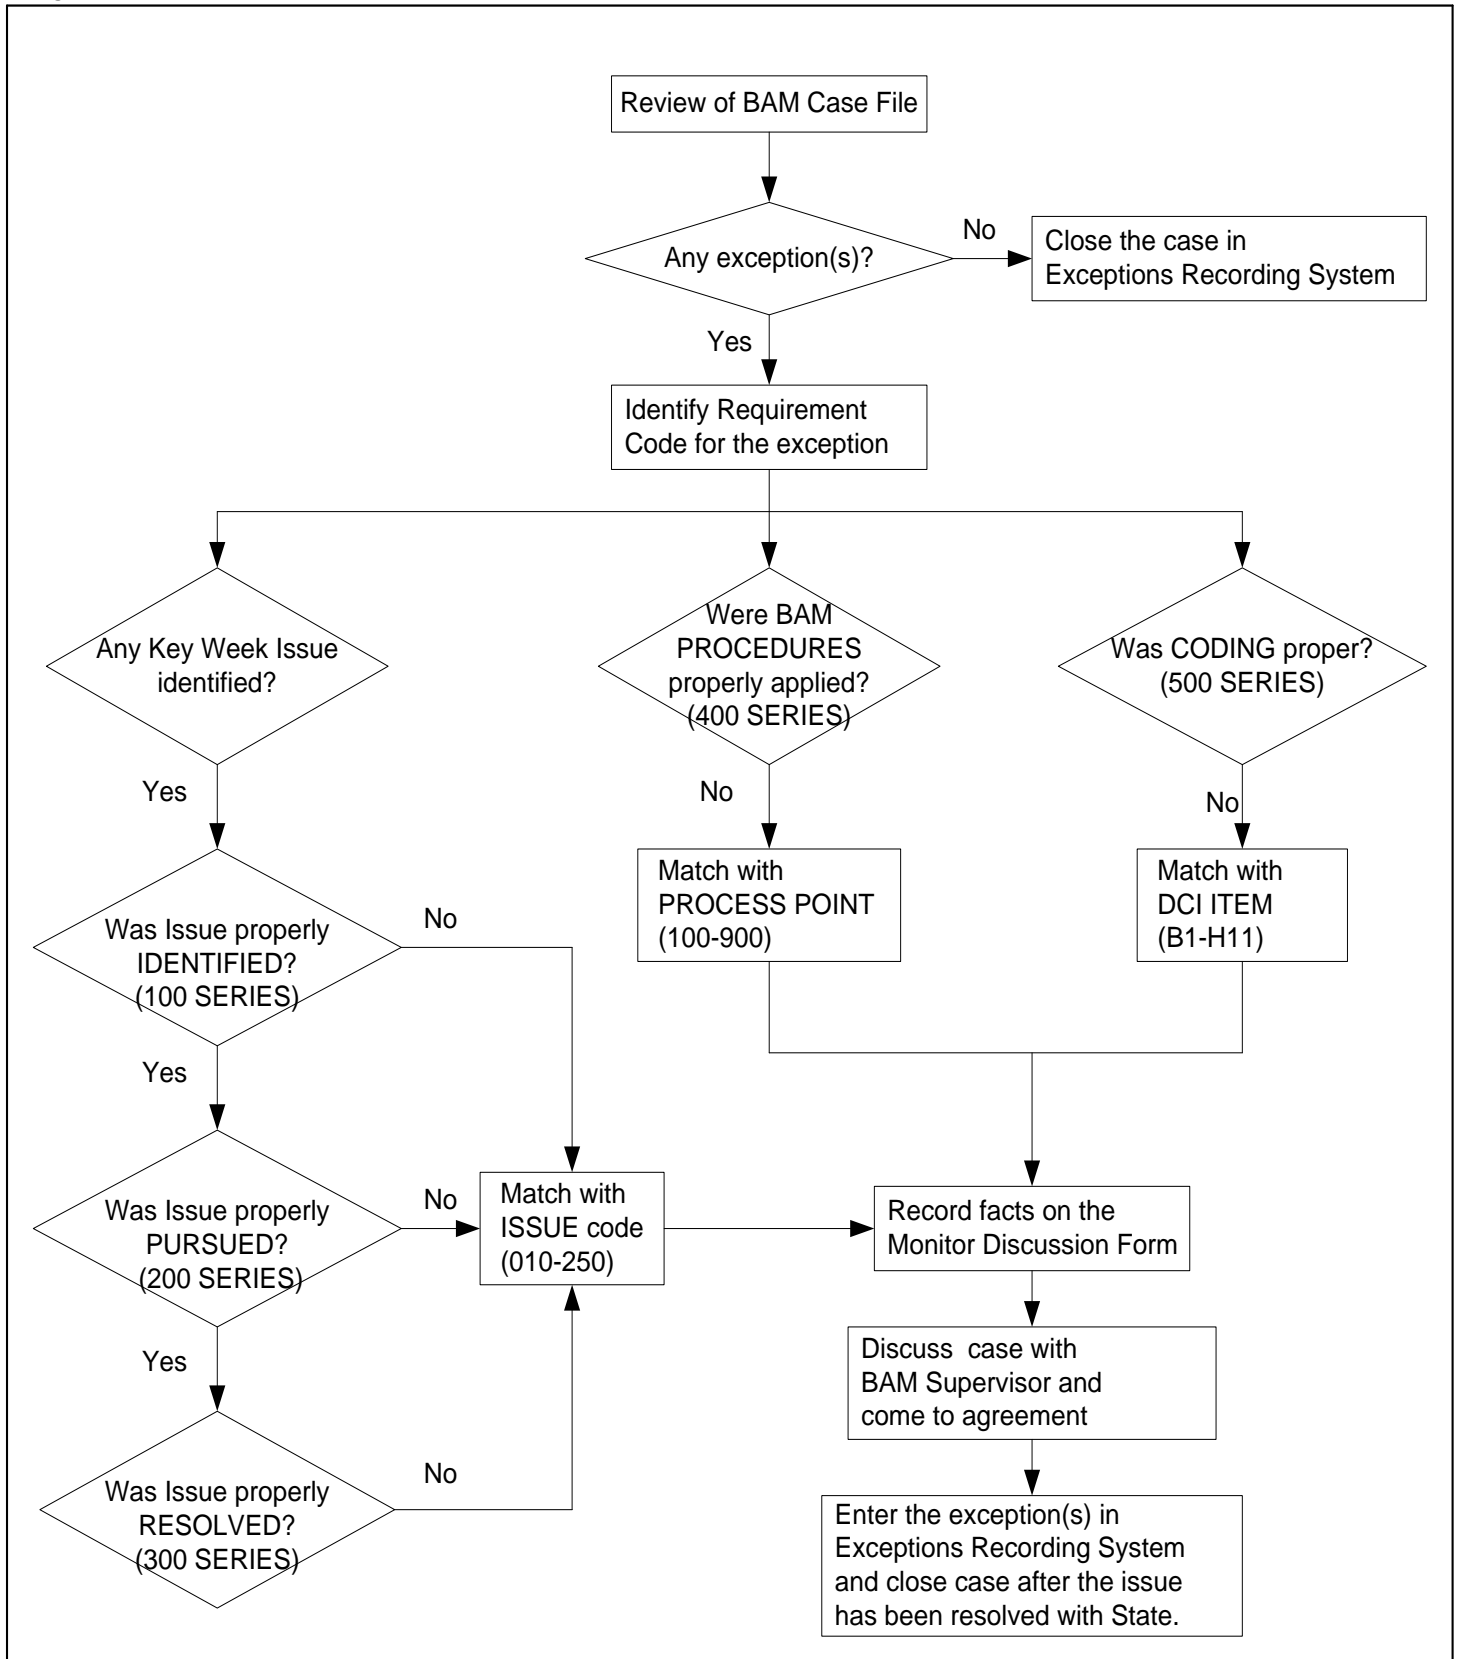 Review of BAM Case File
Any exception(s)?
No
Close the case in
Exceptions Recording System
Yes
Identify Requirement
Code for the exception
Any Key Week Issue
identified?
Were BAM
PROCEDURES
properly applied?
(400 SERIES)
Was CODING proper?
(500 SERIES)
Yes
No
No
Match with
PROCESS POINT
(100-900)
Match with
DCI ITEM
(B1-H11)
Was Issue properly
IDENTIFIED?
(100 SERIES)
No
Yes
Was Issue properly
PURSUED?
(200 SERIES)
No
Match with
ISSUE code
(010-250)
Record facts on the
Monitor Discussion Form
Yes
Discuss case with
BAM Supervisor and
come to agreement
Was Issue properly
RESOLVED?
(300 SERIES)
No
Enter the exception(s) in
Exceptions Recording System
and close case after the issue
has been resolved with State.